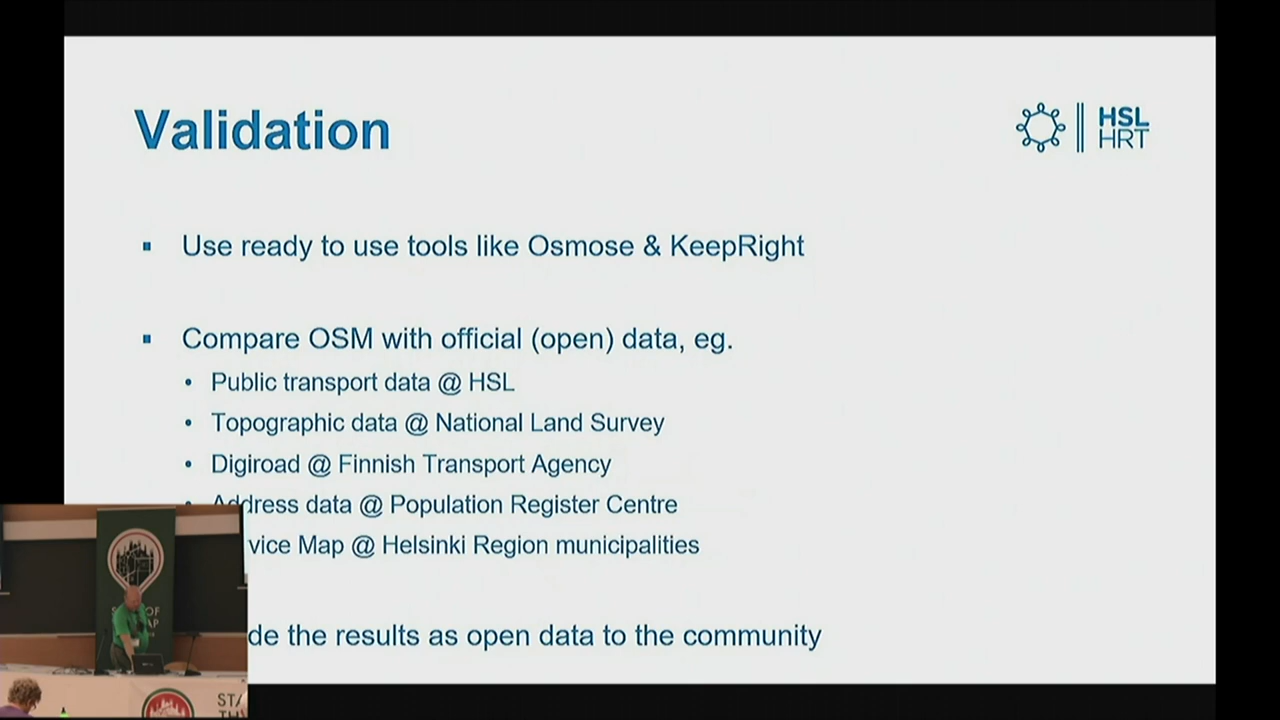 Validation
HSL
HRT
Use ready to use tools like Osmose & KeepRight
Compare OSM with official (open) data, eg.
Public transport data @ HSL
Topographic data @ National Land Survey
Digiroad @ Finnish Transport Agency
Address data @ Population Register Centre
vice Map @ Helsinki Region municipalities
de the results as open data to the community